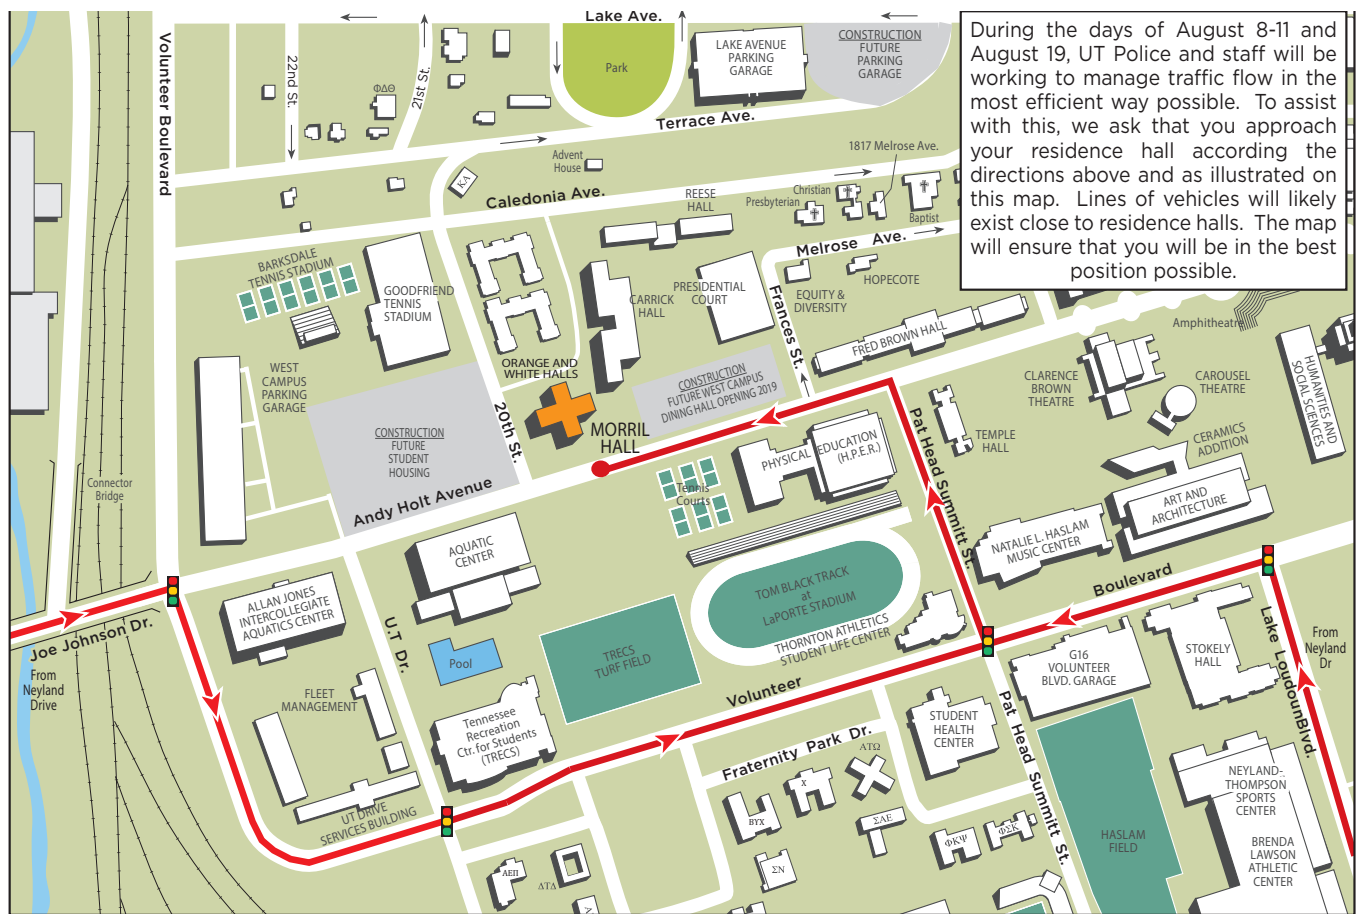 Lake Ave.
Volunteer Boulevard
22nd St.
21st St.
ΦΔΘ
Park
LAKE AVENUE
PARKING
GARAGE
CONSTRUCTION
FUTURE
PARKING
GARAGE
During the days of August 8-11 and
August 19, UT Police and staff will be
working to manage traffic flow in the
most efficient way possible. To assist
with this, we ask that you approach
your residence hall according the
directions above and as illustrated on
this map. Lines of vehicles will likely
exist close to residence halls. The map
will ensure that you will be in the best
position possible.
Terrace Ave.
Advent
House
1817 Melrose Ave.
KA
Caledonia Ave.
REESE
HALL
Christian
Presbyterian
Baptist
Melrose Ave.
BARKSDALE
TENNIS STADIUM
GOODFRIEND
TENNIS
STADIUM
CARRICK
HALL
PRESIDENTIAL
COURT
Frances St.
EQUITY &
DIVERSITY
HOPECOTE
FRED BROWN HALL
Amphitheatre
WEST
CAMPUS
PARKING
GARAGE
ORANGE AND
WHITE HALLS
CONSTRUCTION
FUTURE WEST CAMPUS
DINING HALL OPENING 2019
CLARENCE
BROWN
THEATRE
CAROUSEL
THEATRE
HUMANITIES AND
SOCIAL SCIENCES
CONSTRUCTION
FUTURE
STUDENT
HOUSING
20th St.
MORRIL
HALL
PHYSICAL EDUCATION
(H.P.E.R.)
Pat Head Summitt St.
TEMPLE
HALL
CERAMICS
ADDITION
Connector
Bridge
Andy Holt Avenue
Tennis
Courts
ART AND
ARCHITECTURE
AQUATIC
CENTER
NATALIE L. HASLAM
MUSIC CENTER
Boulevard
ALLAN JONES
INTERCOLLEGIATE
AQUATICS CENTER
Joe Johnson Dr.
U.T Dr.
TOM BLACK TRACK
at
LaPORTE STADIUM
THORNTON ATHLETICS
STUDENT LIFE CENTER
From
Neyland
Drive
Pool
TRECS
TURF FIELD
G16
VOLUNTEER
BLVD. GARAGE
STOKELY
HALL
Lake LoudounBlvd.
From
Neyland
Dr
FLEET
MANAGEMENT
Volunteer
Tennessee
Recreation
Ctr. for Students
(TRECS)
STUDENT
HEALTH
CENTER
Pat Head Summitt St.
Fraternity Park Dr.
ATΩ
X
UT DRIVE
SERVICES BUILDING
BYX
ΣAE
ΦKΨ
ΦΣK
HASLAM
FIELD
NEYLAND-
THOMPSON
SPORTS
CENTER
BRENDA
LAWSON
ATHLETIC
CENTER
AEΠ
ΔTΔ
ΣN